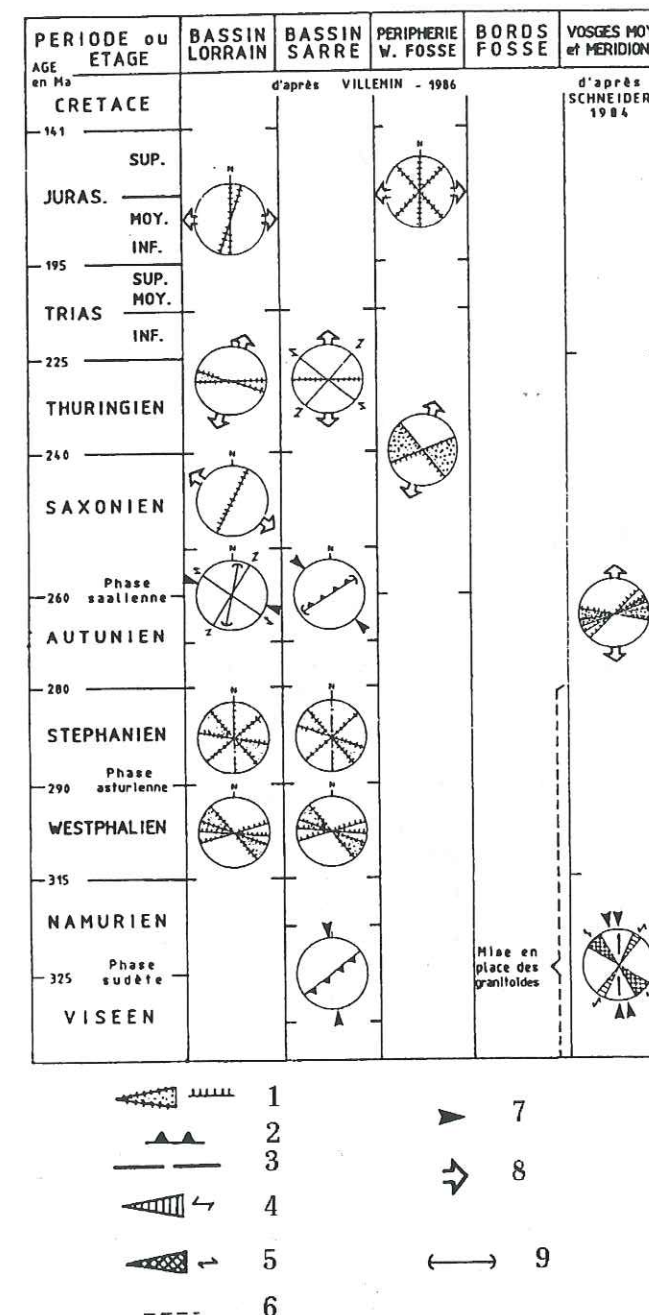 PERIODE ou ETAGE
AGE en Ma
BASSIN LORRAIN
BASSIN SARRE
PERIPHERIE W. FOSSE
BORDS FOSSE
VOSGES MOY
et MERIDION
d'après VILLEMIN - 1986
d'après
SCHNEIDER
1984
CRETACE
141
SUP.
N
JURAS.
MOY.
INF.
195
SUP.
MOY.
TRIAS
INF.
225
THURINGIEN
240
N
SAXONIEN
Phase saalienne
260
N
AUTUNIEN
280
N
N
STEPHANIEN
Phase asturienne
290
N
N
WESTPHALIEN
315
NAMURIEN
Phase sudète
325
Mise en
place des
granitoïdes
VISEEN
1
2
3
4
5
6
7
8
9